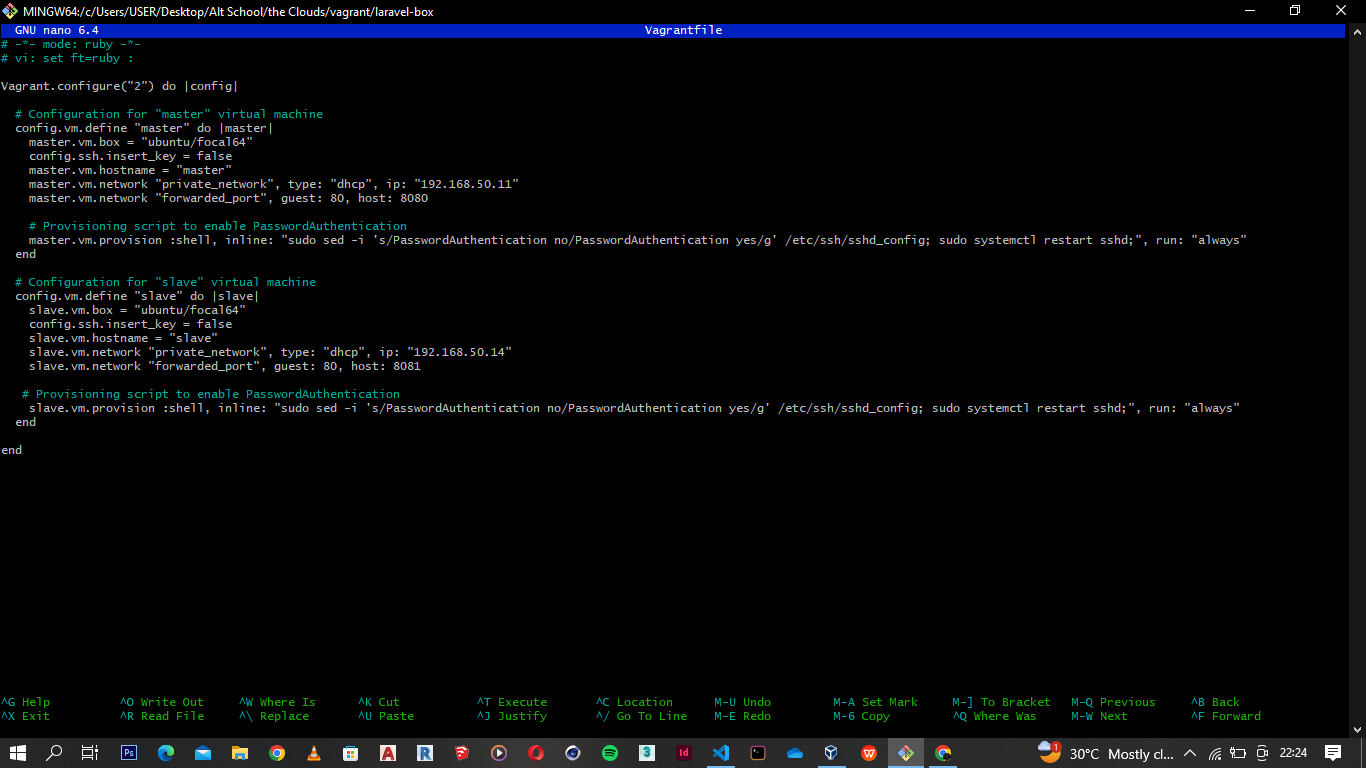 MINGW64:/c/Users/USER/Desktop/Alt School/the Clouds/vagrant/laravel-box
GNU nano 6.4 Vagrantfile
# -*- mode: ruby -*-
# vi: set ft=ruby :
Vagrant.configure("2") do |config|
# Configuration for "master" virtual machine
config.vm.define "master" do |master|
master.vm.box = "ubuntu/focal64"
config.ssh.insert_key = false
master.vm.hostname = "master"
master.vm.network "private_network", type: "dhcp", ip: "192.168.50.11"
master.vm.network "forwarded_port", guest: 80, host: 8080
# Provisioning script to enable PasswordAuthentication
master.vm.provision :shell, inline: "sudo sed -i 's/PasswordAuthentication no/PasswordAuthentication yes/g' /etc/ssh/sshd_config; sudo systemctl restart sshd;", run: "always"
end
# Configuration for "slave" virtual machine
config.vm.define "slave" do |slave|
slave.vm.box = "ubuntu/focal64"
config.ssh.insert_key = false
slave.vm.hostname = "slave"
slave.vm.network "private_network", type: "dhcp", ip: "192.168.50.14"
slave.vm.network "forwarded_port", guest: 80, host: 8081
# Provisioning script to enable PasswordAuthentication
slave.vm.provision :shell, inline: "sudo sed -i 's/PasswordAuthentication no/PasswordAuthentication yes/g' /etc/ssh/sshd_config; sudo systemctl restart sshd;", run: "always"
end
end
^G Help ^O Write Out ^W Where Is ^K Cut ^T Execute ^C Location M-U Undo M-A Set Mark M-] To Bracket M-Q Previous ^B Back
^X Exit ^R Read File ^\ Replace ^U Paste ^J Justify ^/ Go To Line M-E Redo M-6 Copy ^Q Where Was M-W Next ^F Forward
Ps A R 3 Id W 1 30°C Mostly cl... 22:24